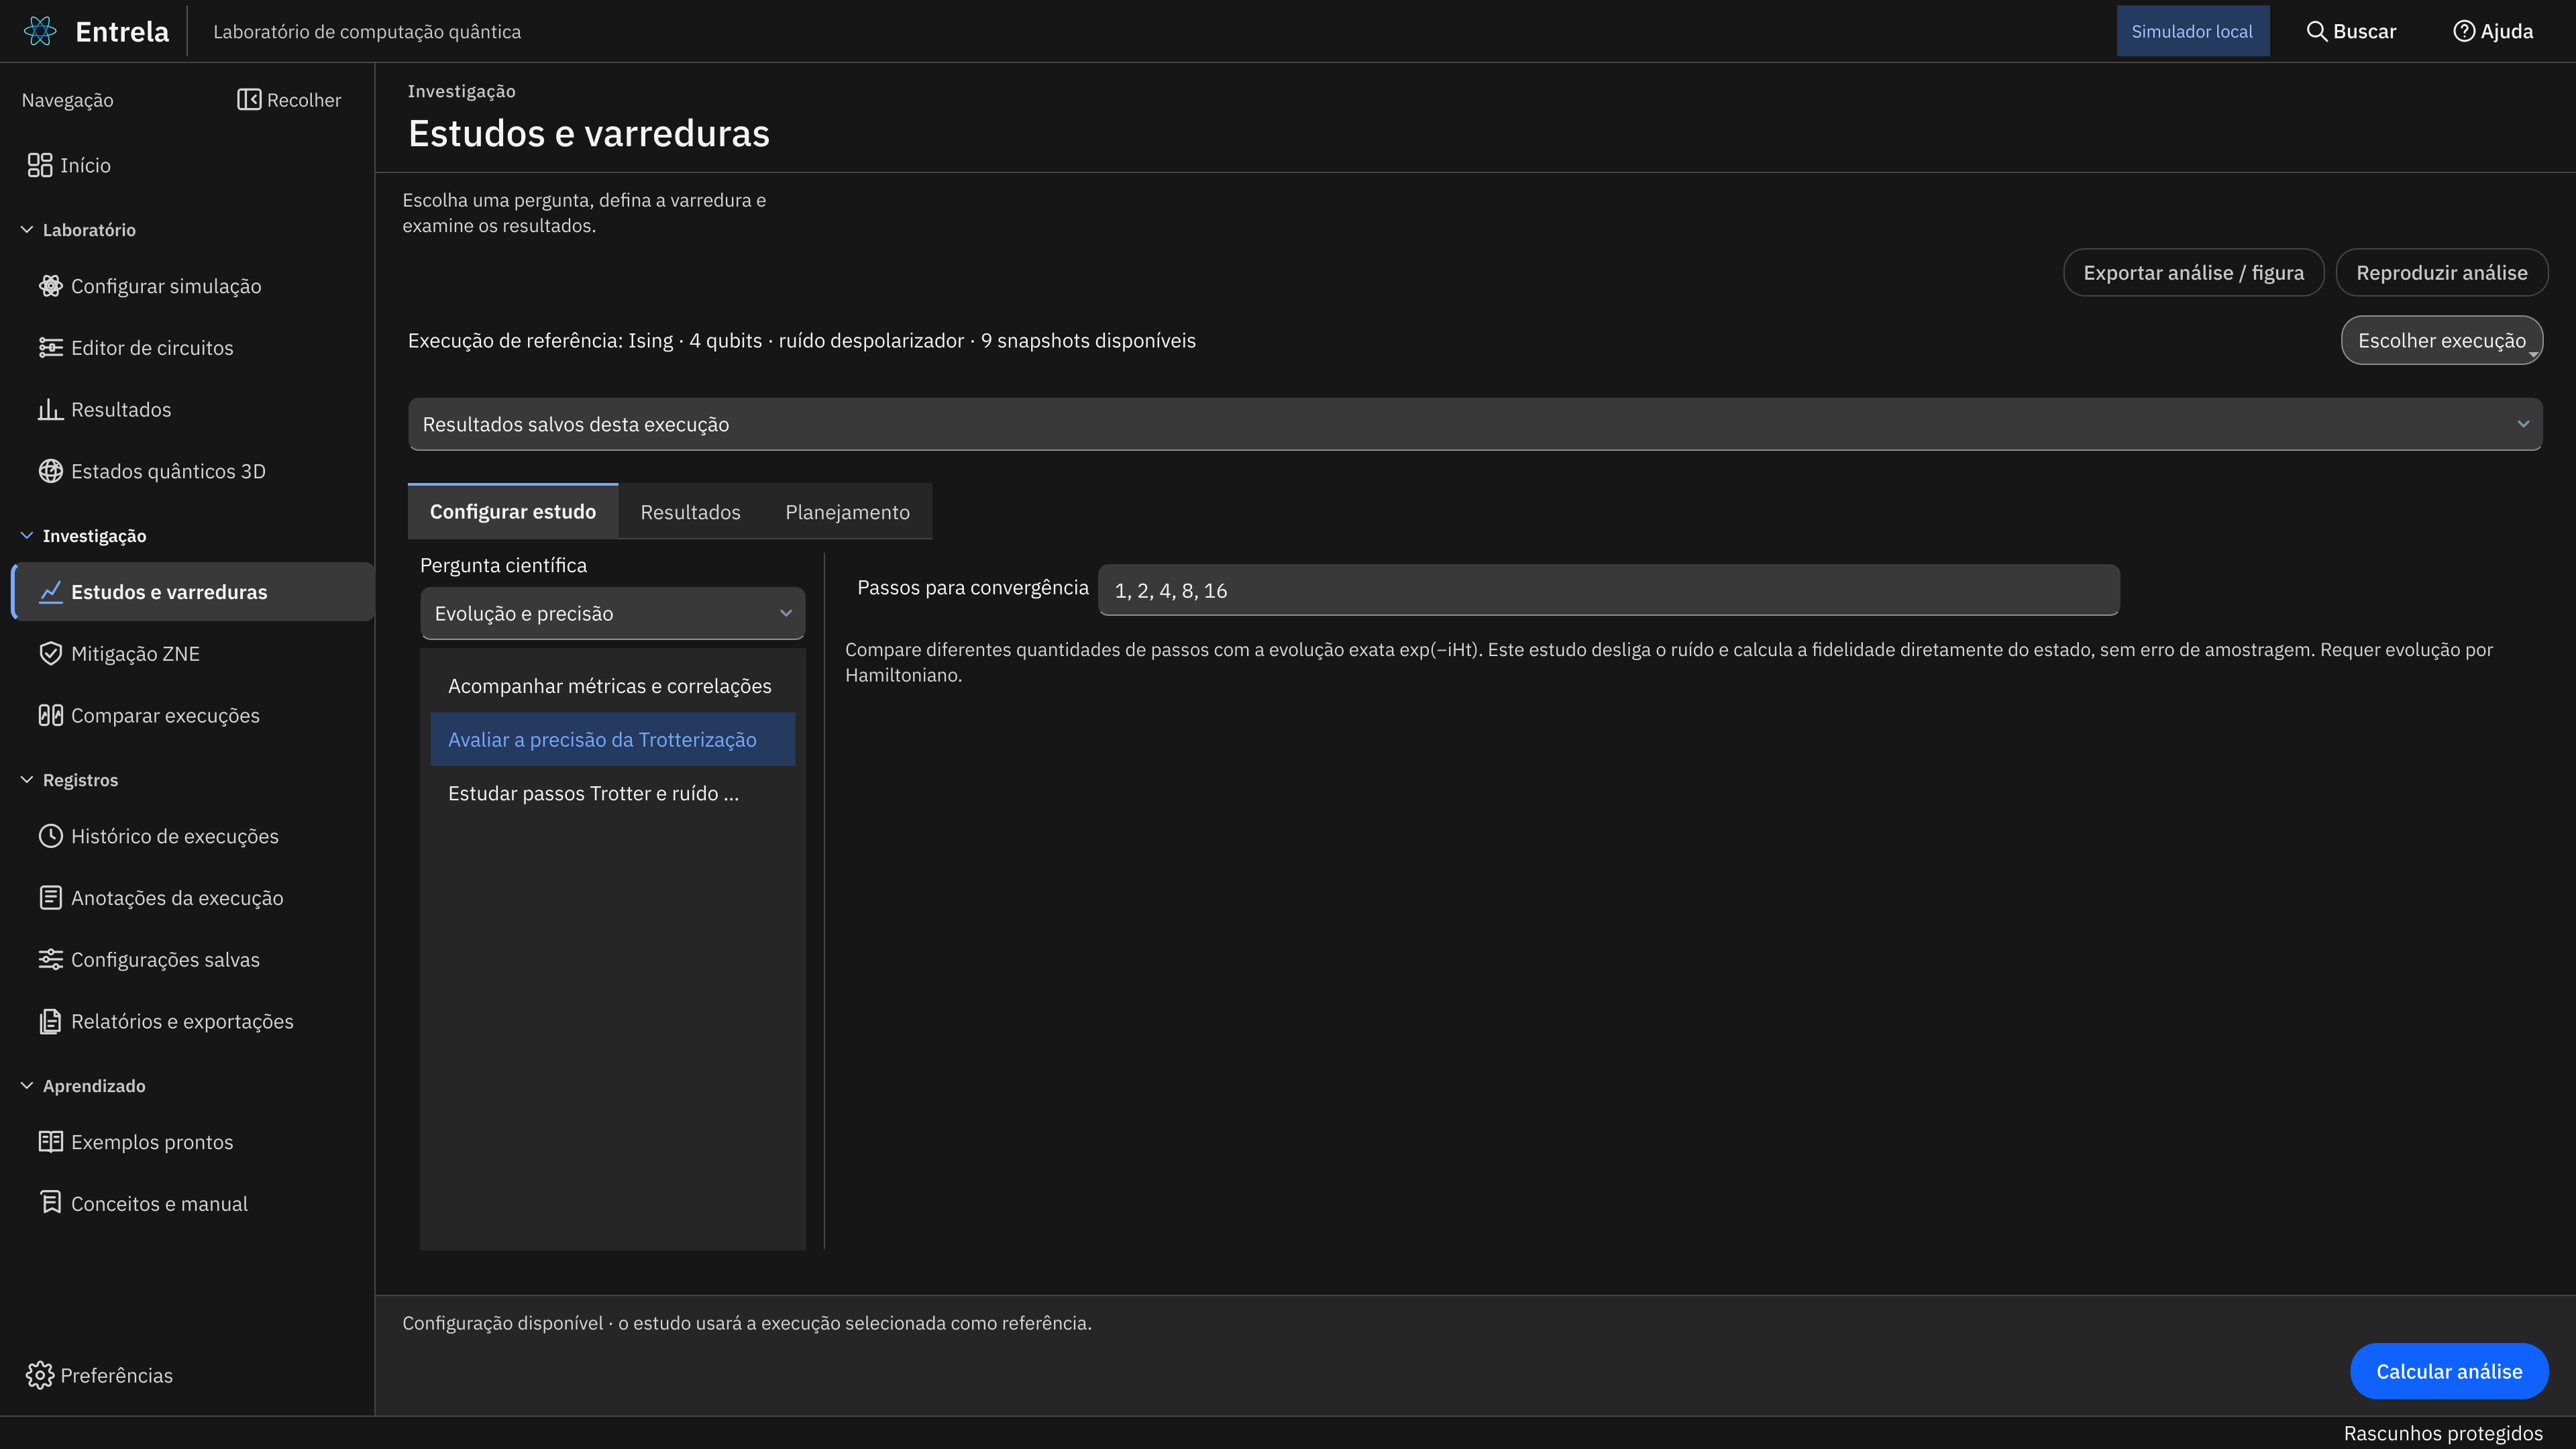 Entrela
Laboratório de computação quântica
Simulador local
Buscar
Ajuda
Navegação
Recolher
Início
Laboratório
Configurar simulação
Editor de circuitos
Resultados
Estados quânticos 3D
Investigação
Estudos e varreduras
Mitigação ZNE
Comparar execuções
Registros
Histórico de execuções
Anotações da execução
Configurações salvas
Relatórios e exportações
Aprendizado
Exemplos prontos
Conceitos e manual
Preferências
Investigação
Estudos e varreduras
Escolha uma pergunta, defina a varredura e
examine os resultados.
Exportar análise / figura
Reproduzir análise
Execução de referência: Ising · 4 qubits · ruído despolarizador · 9 snapshots disponíveis
Escolher execução
Resultados salvos desta execução
Configurar estudo
Resultados
Planejamento
Pergunta científica
Evolução e precisão
Acompanhar métricas e correlações
Avaliar a precisão da Trotterização
Estudar passos Trotter e ruído ...
Passos para convergência
1, 2, 4, 8, 16
Compare diferentes quantidades de passos com a evolução exata exp(−iHt). Este estudo desliga o ruído e calcula a fidelidade diretamente do estado, sem erro de amostragem. Requer evolução por
Hamiltoniano.
Configuração disponível · o estudo usará a execução selecionada como referência.
Calcular análise
Rascunhos protegidos